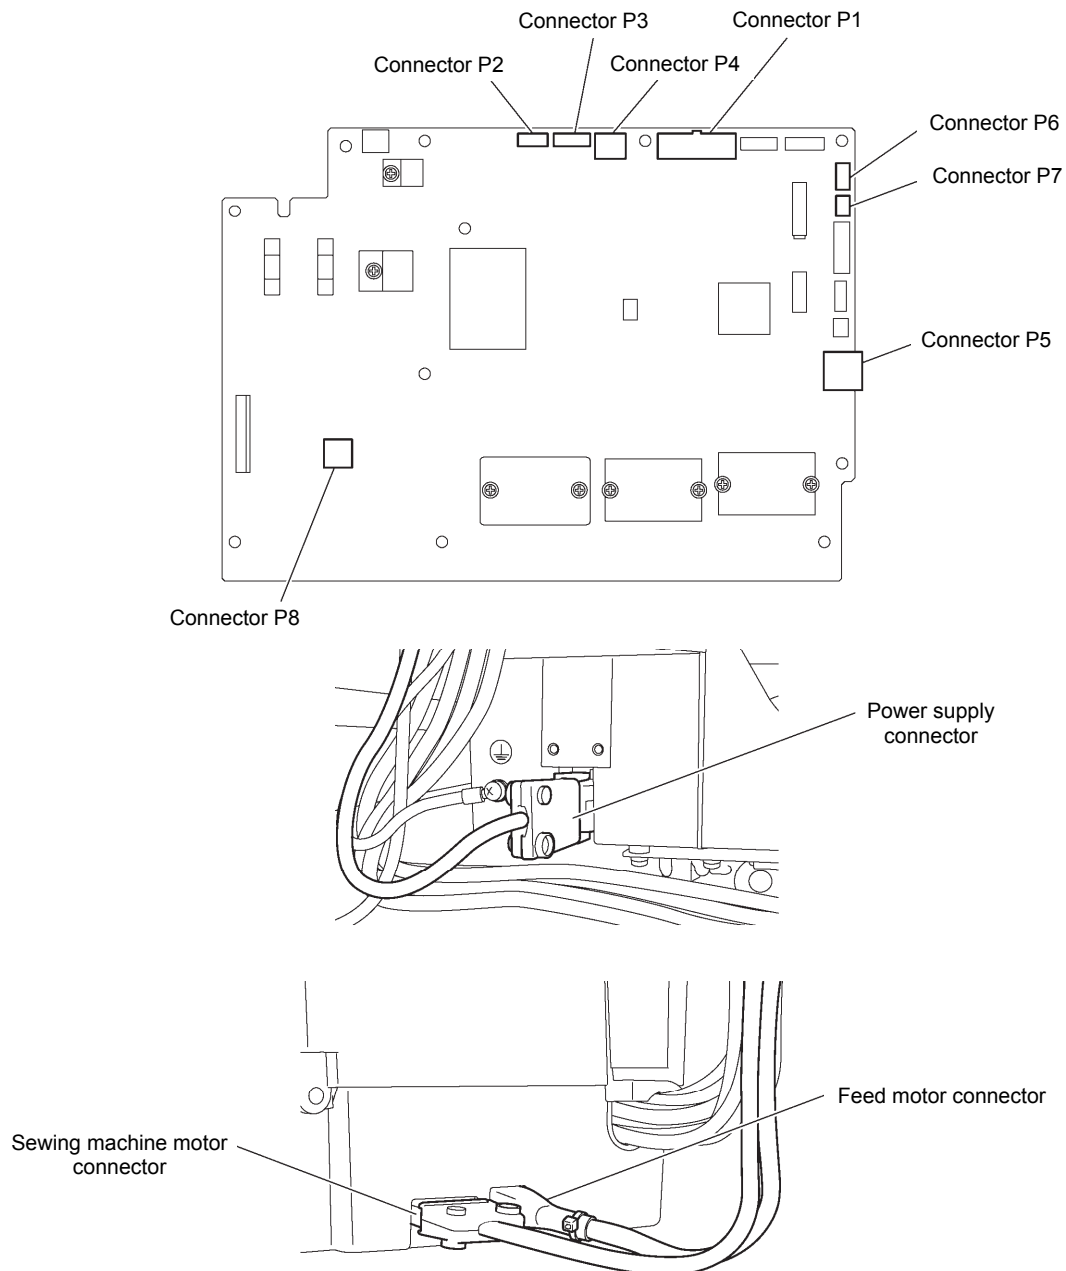 Connector P3
Connector P1
Connector P2
Connector P4
Connector P6
Connector P7
Connector P5
Connector P8
Power supply
connector
Feed motor connector
Sewing machine motor
connector